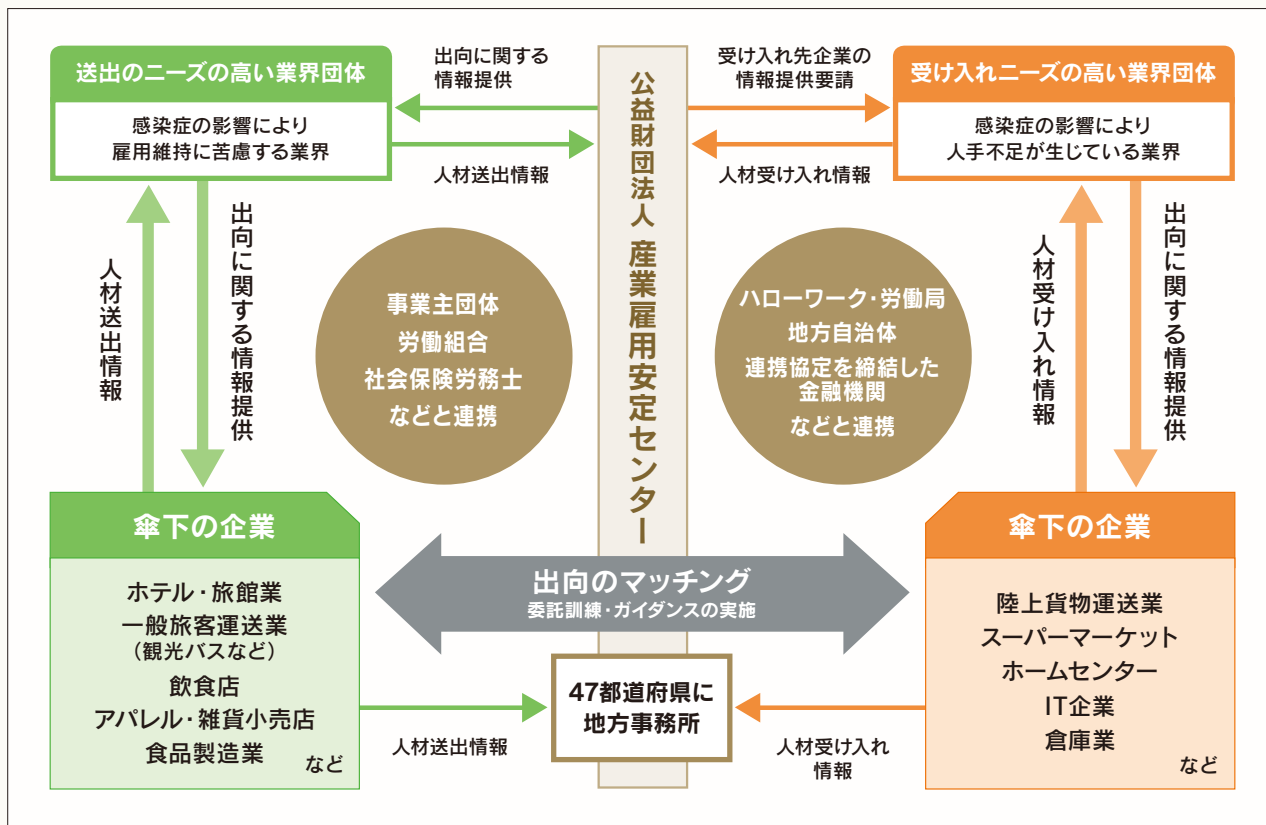 送出のニーズの高い業界団体
感染症の影響により
雇用維持に苦慮する業界
出向に関する
情報提供
人材送出情報
公益財団法人 産業雇用安定センター
受け入れ先企業の
情報提供要請
人材受け入れ情報
受け入れニーズの高い業界団体
感染症の影響により
人手不足が生じている業界
人材送出情報
出向に関する情報提供
事業主団体
労働組合
社会保険労務士
などと連携
ハローワーク・労働局
地方自治体
連携協定を締結した
金融機関
などと連携
人材受け入れ情報
出向に関する情報提供
傘下の企業
ホテル・旅館業
一般旅客運送業
(観光バスなど)
飲食店
アパレル・雑貨小売店
食品製造業
など
出向のマッチング
委託訓練・ガイダンスの実施
47都道府県に
地方事務所
人材送出情報
人材受け入れ
情報
傘下の企業
陸上貨物運送業
スーパーマーケット
ホームセンター
IT企業
倉庫業
など